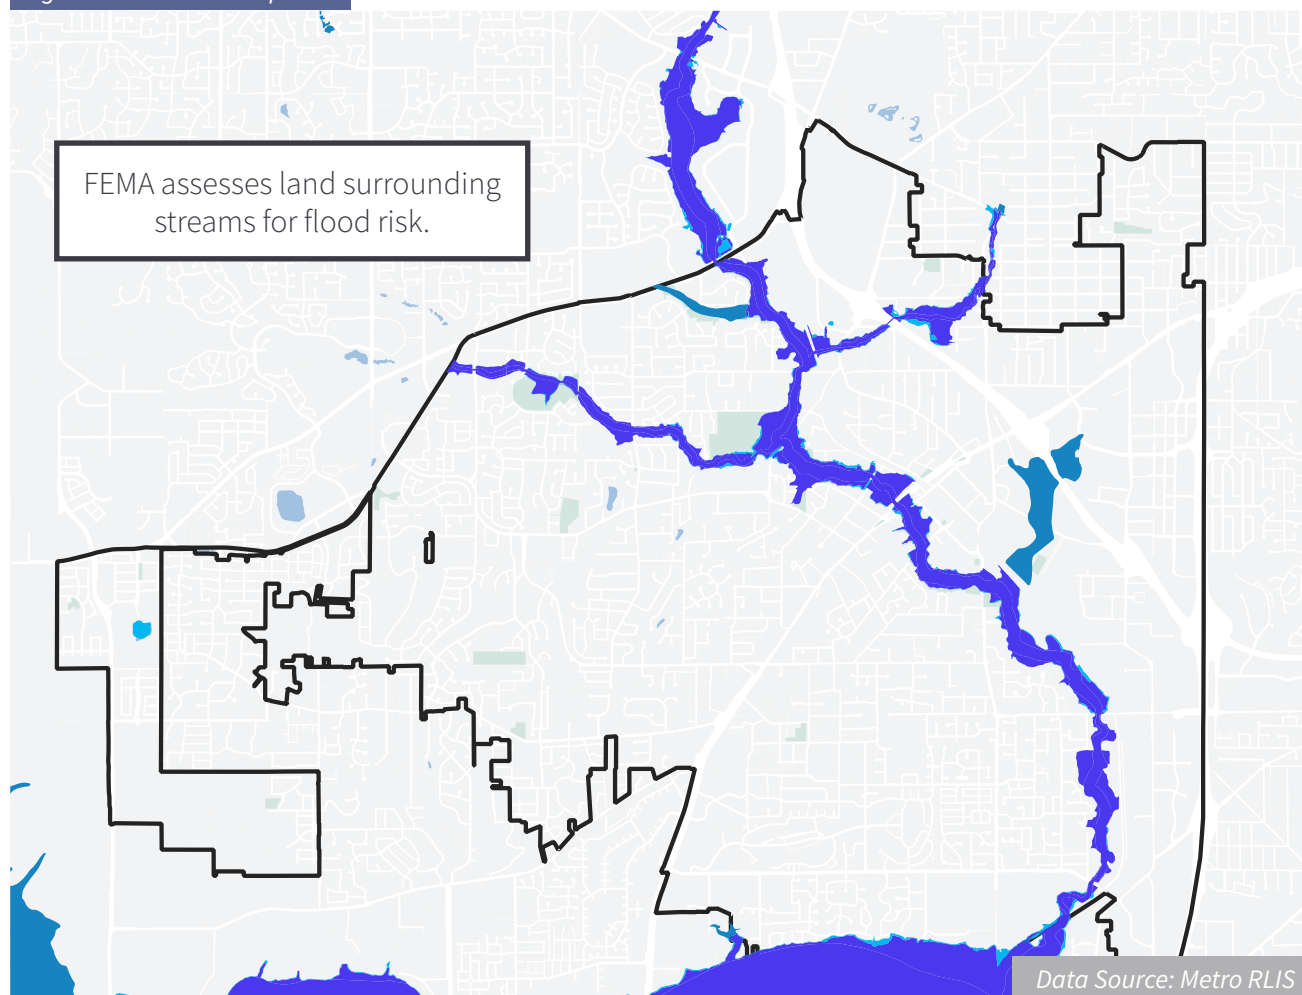 FEMA assesses land surrounding
streams for flood risk.
Data Source: Metro RLIS